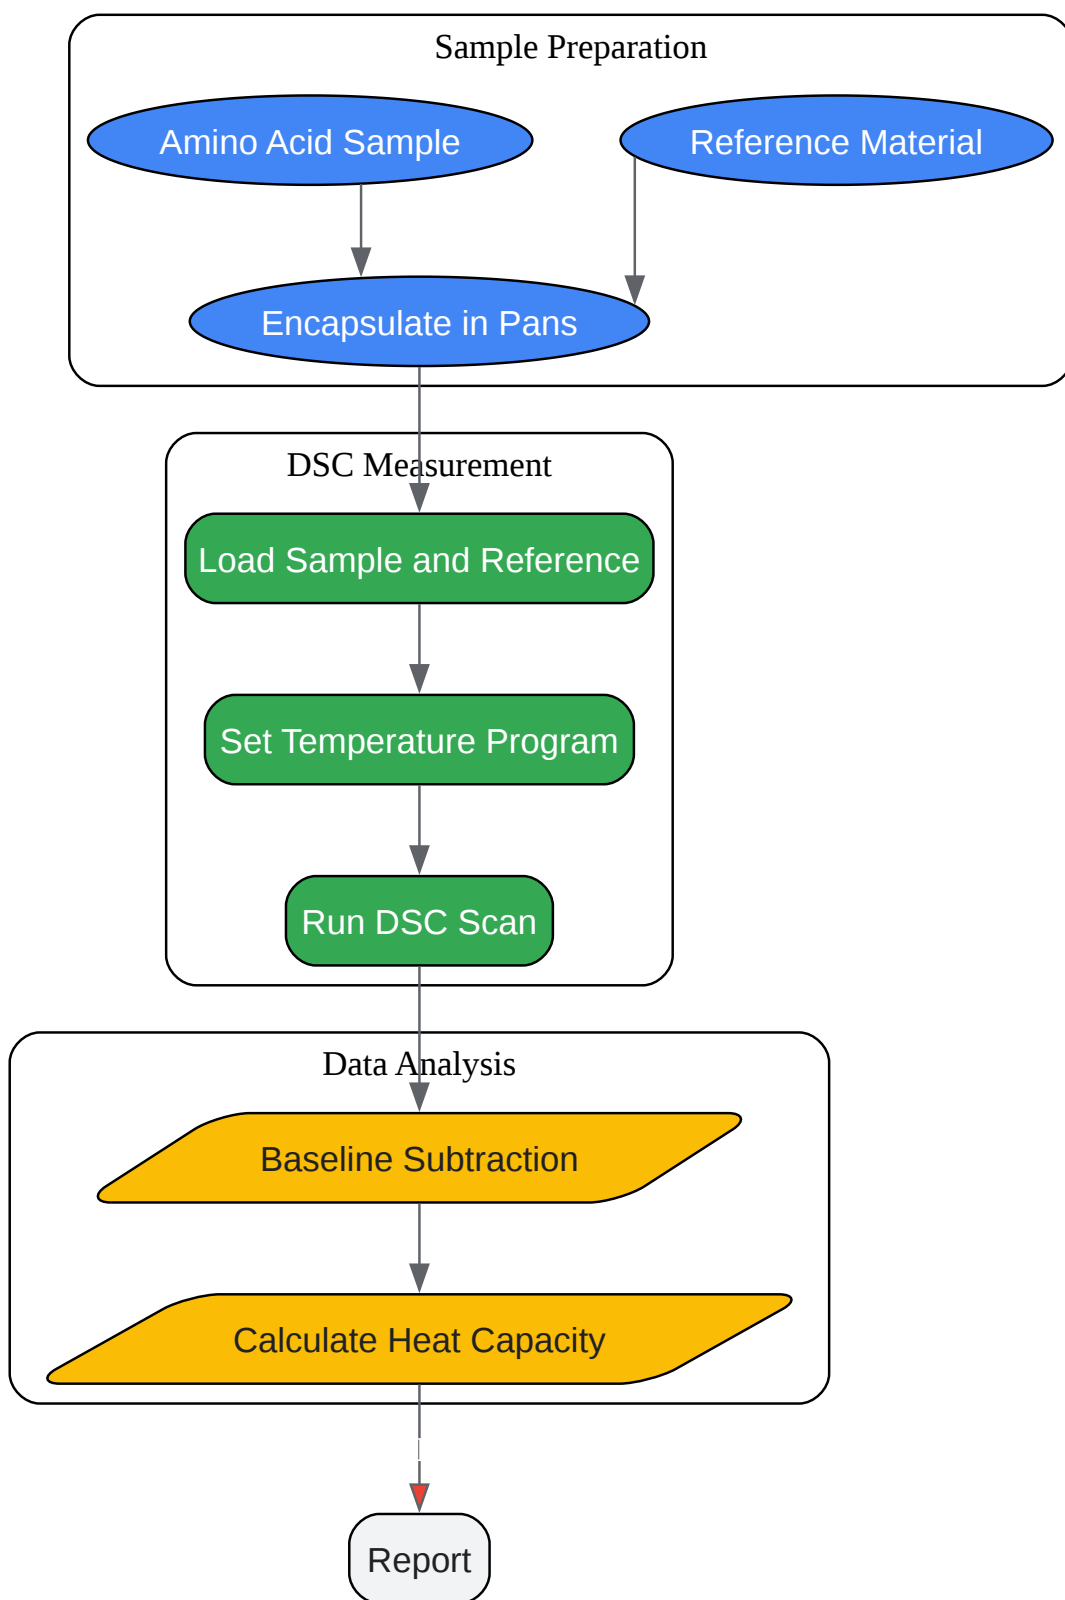 Sample Preparation
Amino Acid Sample
Reference Material
Encapsulate in Pans
DSC Measurement
Load Sample and Reference
Set Temperature Program
Run DSC Scan
Data Analysis
Baseline Subtraction
Calculate Heat Capacity
Report